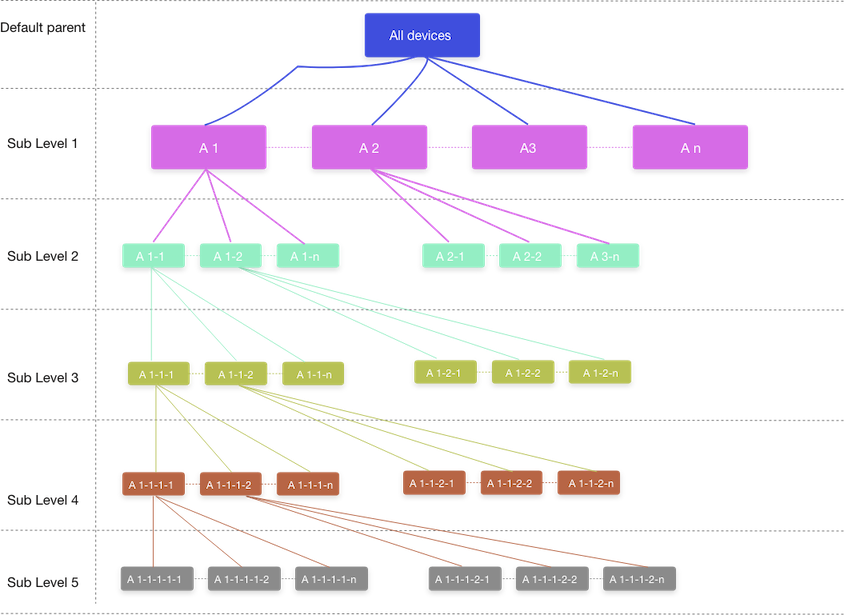 Default parent
All devices
Sub Level 1
A 1
A 2
A3
A n
Sub Level 2
A 1-1
A 1-2
A 1-n
A 2-1
A 2-2
A 3-n
Sub Level 3
A 1-1-1
A 1-1-2
A 1-1-n
A 1-2-1
A 1-2-2
A 1-2-n
Sub Level 4
A 1-1-1-1
A 1-1-1-2
A 1-1-1-n
A 1-1-2-1
A 1-1-2-2
A 1-1-2-n
Sub Level 5
A 1-1-1-1-1
A 1-1-1-1-2
A 1-1-1-1-n
A 1-1-1-2-1
A 1-1-1-2-2
A 1-1-1-2-n